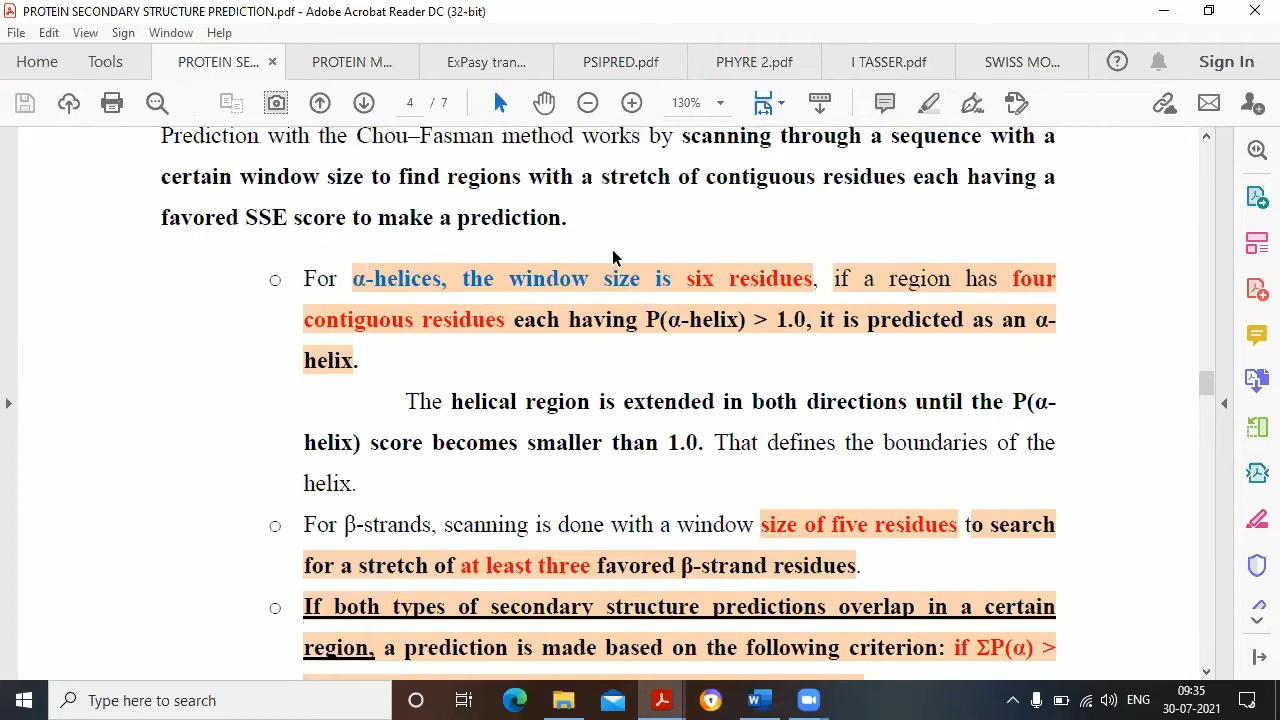 PROTEIN SECONDARY STRUCTURE PREDICTION.pdf - Adobe Acrobat Reader DC (32-bit)
File Edit View Sign Window Help
Home Tools PROTEIN SE... × PROTEIN M... ExPasy tran... PSIPRED.pdf PHYRE 2.pdf I TASSER.pdf SWISS MO... Sign In
4 / 7 130%
Prediction with the Chou–Fasman method works by scanning through a sequence with a
certain window size to find regions with a stretch of contiguous residues each having a
favored SSE score to make a prediction.
○ For α-helices, the window size is six residues, if a region has four
contiguous residues each having P(α-helix) > 1.0, it is predicted as an α-
helix.
The helical region is extended in both directions until the P(α-
helix) score becomes smaller than 1.0. That defines the boundaries of the
helix.
○ For β-strands, scanning is done with a window size of five residues to search
for a stretch of at least three favored β-strand residues.
○ If both types of secondary structure predictions overlap in a certain
region, a prediction is made based on the following criterion: if ΣP(α) >
Type here to search
ENG
09:35
30-07-2021